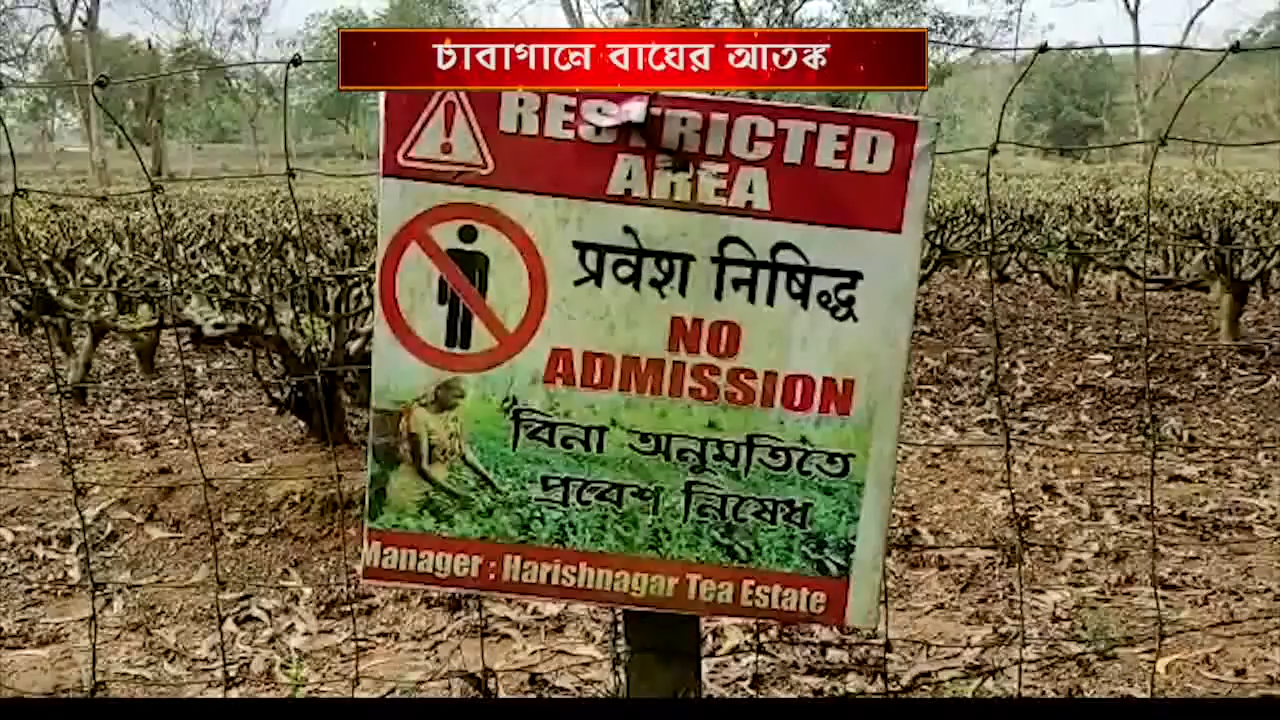 চাবাগানে বাঘের আতঙ্ক
RESTRICTED
AREA
प्रवेश निषिद्ध
NO
ADMISSION
বিনা অনুমতিতে
প্রবেশ নিষেধ
Manager : Harishnagar Tea Estate